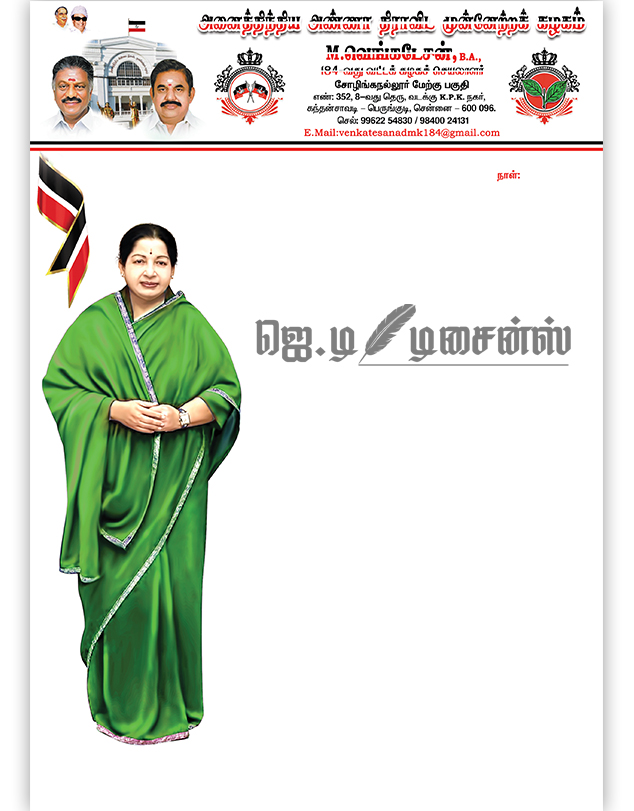 அனைத்திந்திய அண்ணா திராவிட முன்னேற்றக் கழகம்
M.வெங்கடேசன், B.A.,
184-வது வட்டக் கழகச் செயலாளர்
சோழிங்கநல்லூர் மேற்கு பகுதி
எண்: 352, 8-வது தெரு, வடக்கு K.P.K. நகர்,
கந்தன்சாவடி - பெருங்குடி, சென்னை - 600 096.
செல்: 99622 54830 / 98400 24131
E.Mail:venkatesanadmk184@gmail.com
நாள்:
ஜெ.டி டிசைன்ஸ்